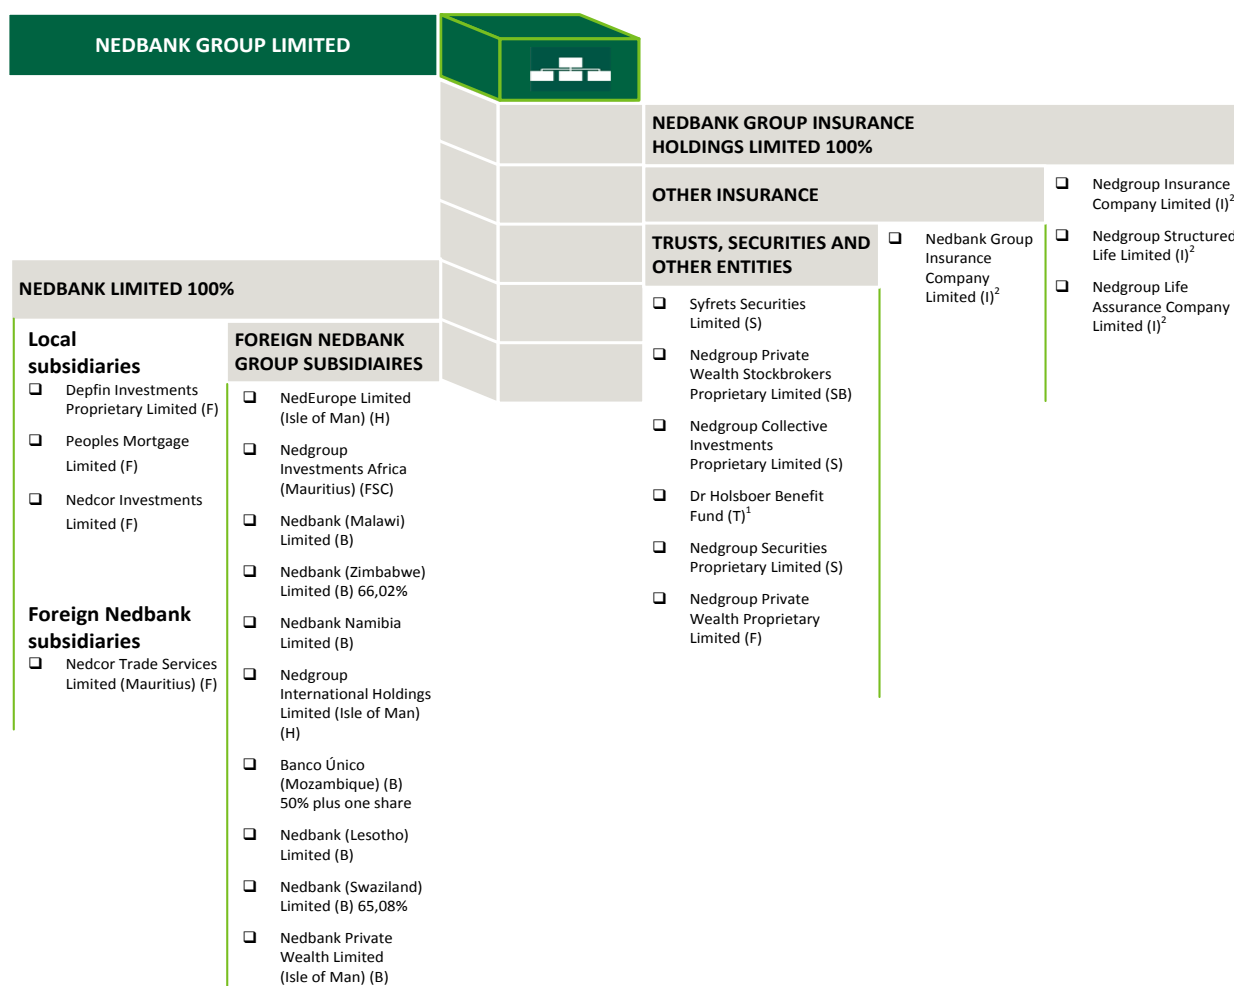 NEDBANK GROUP LIMITED
NEDBANK GROUP INSURANCE
HOLDINGS LIMITED 100%
❑ Nedgroup Insurance
Company Limited (I)²
❑ Nedgroup Structured
Life Limited (I)²
❑ Nedgroup Life
Assurance Company
Limited (I)²
OTHER INSURANCE
❑ Nedbank Group
Insurance
Company
Limited (I)²
TRUSTS, SECURITIES AND
OTHER ENTITIES
❑ Syfrets Securities
Limited (S)
❑ Nedgroup Private
Wealth Stockbrokers
Proprietary Limited (SB)
❑ Nedgroup Collective
Investments
Proprietary Limited (S)
❑ Dr Holsboer Benefit
Fund (T)¹
❑ Nedgroup Securities
Proprietary Limited (S)
❑ Nedgroup Private
Wealth Proprietary
Limited (F)
NEDBANK LIMITED 100%
Local
subsidiaries
❑ Depfin Investments
Proprietary Limited (F)
❑ Peoples Mortgage
Limited (F)
❑ Nedcor Investments
Limited (F)
Foreign Nedbank
subsidiaries
❑ Nedcor Trade Services
Limited (Mauritius) (F)
FOREIGN NEDBANK
GROUP SUBSIDIAIRES
❑ NedEurope Limited
(Isle of Man) (H)
❑ Nedgroup
Investments Africa
(Mauritius) (FSC)
❑ Nedbank (Malawi)
Limited (B)
❑ Nedbank (Zimbabwe)
Limited (B) 66,02%
❑ Nedbank Namibia
Limited (B)
❑ Nedgroup
International Holdings
Limited (Isle of Man)
(H)
❑ Banco Único
(Mozambique) (B)
50% plus one share
❑ Nedbank (Lesotho)
Limited (B)
❑ Nedbank (Swaziland)
Limited (B) 65,08%
❑ Nedbank Private
Wealth Limited
(Isle of Man) (B)